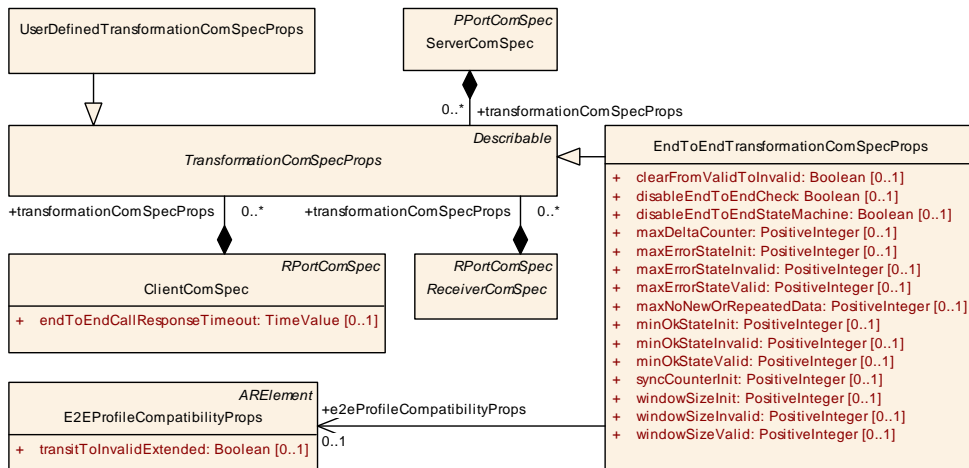 UserDefinedTransformationComSpecProps
PPortComSpec
ServerComSpec
0..*
+transformationComSpecProps
Describable
TransformationComSpecProps
+transformationComSpecProps
0..*
+transformationComSpecProps
0..*
RPortComSpec
ClientComSpec
+ endToEndCallResponseTimeout: TimeValue [0..1]
RPortComSpec
ReceiverComSpec
EndToEndTransformationComSpecProps
+ clearFromValidToInvalid: Boolean [0..1]
+ disableEndToEndCheck: Boolean [0..1]
+ disableEndToEndStateMachine: Boolean [0..1]
+ maxDeltaCounter: PositiveInteger [0..1]
+ maxErrorStateInit: PositiveInteger [0..1]
+ maxErrorStateInvalid: PositiveInteger [0..1]
+ maxErrorStateValid: PositiveInteger [0..1]
+ maxNoNewOrRepeatedData: PositiveInteger [0..1]
+ minOkStateInit: PositiveInteger [0..1]
+ minOkStateInvalid: PositiveInteger [0..1]
+ minOkStateValid: PositiveInteger [0..1]
+ syncCounterInit: PositiveInteger [0..1]
+ windowSizeInit: PositiveInteger [0..1]
+ windowSizeInvalid: PositiveInteger [0..1]
+ windowSizeValid: PositiveInteger [0..1]
ARElement
E2EProfileCompatibilityProps
+ transitToInvalidExtended: Boolean [0..1]
+e2eProfileCompatibilityProps
0..1